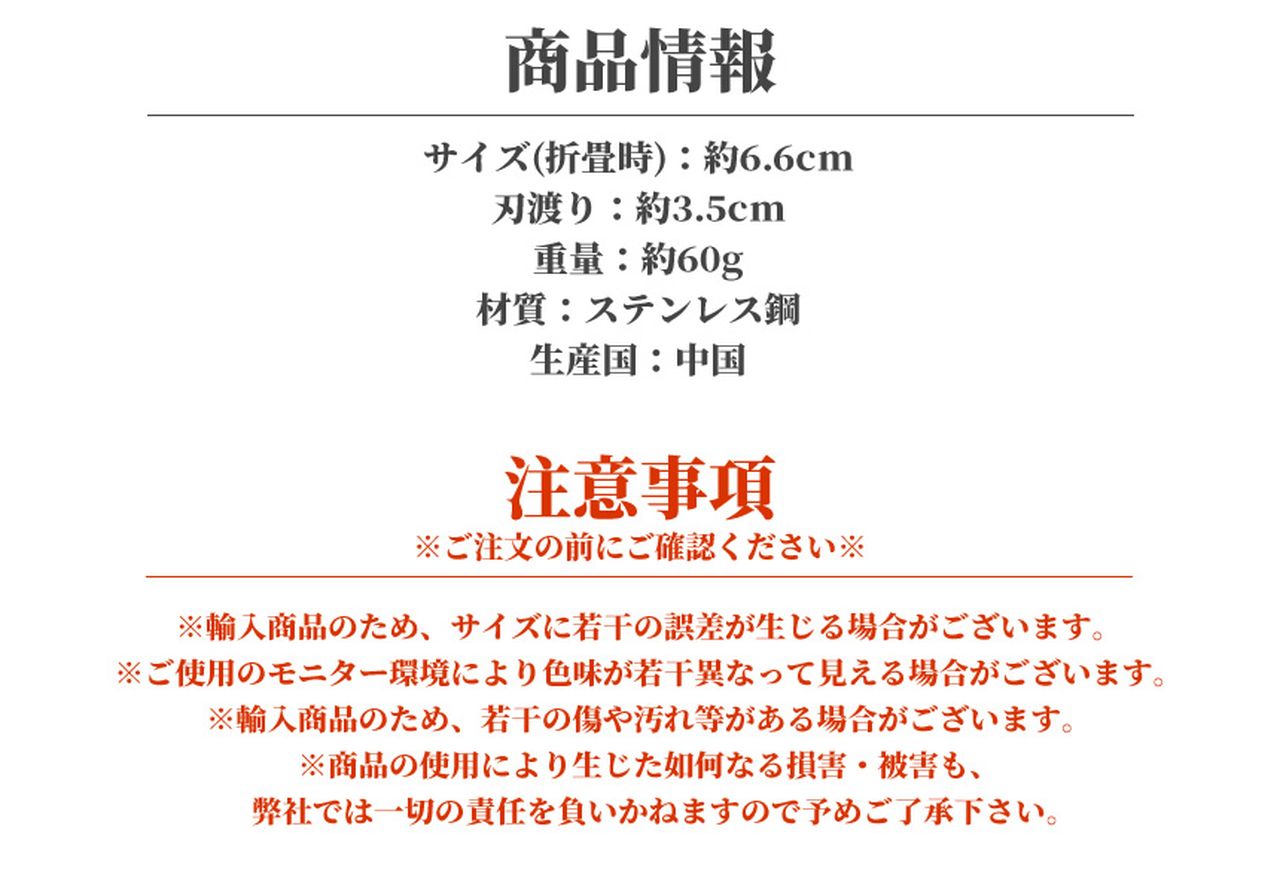 商品情報
サイズ(折畳時)：約6.6cm
刃渡り：約3.5cm
重量：約60g
材質：ステンレス鋼
生産国：中国
注意事項
※ご注文の前にご確認ください※
※輸入商品のため、サイズに若干の誤差が生じる場合がございます。
※ご使用のモニター環境により色味が若干異なって見える場合がございます。
※輸入商品のため、若干の傷や汚れ等がある場合がございます。
※商品の使用により生じた如何なる損害・被害も、
弊社では一切の責任を負いかねますので予めご了承下さい。